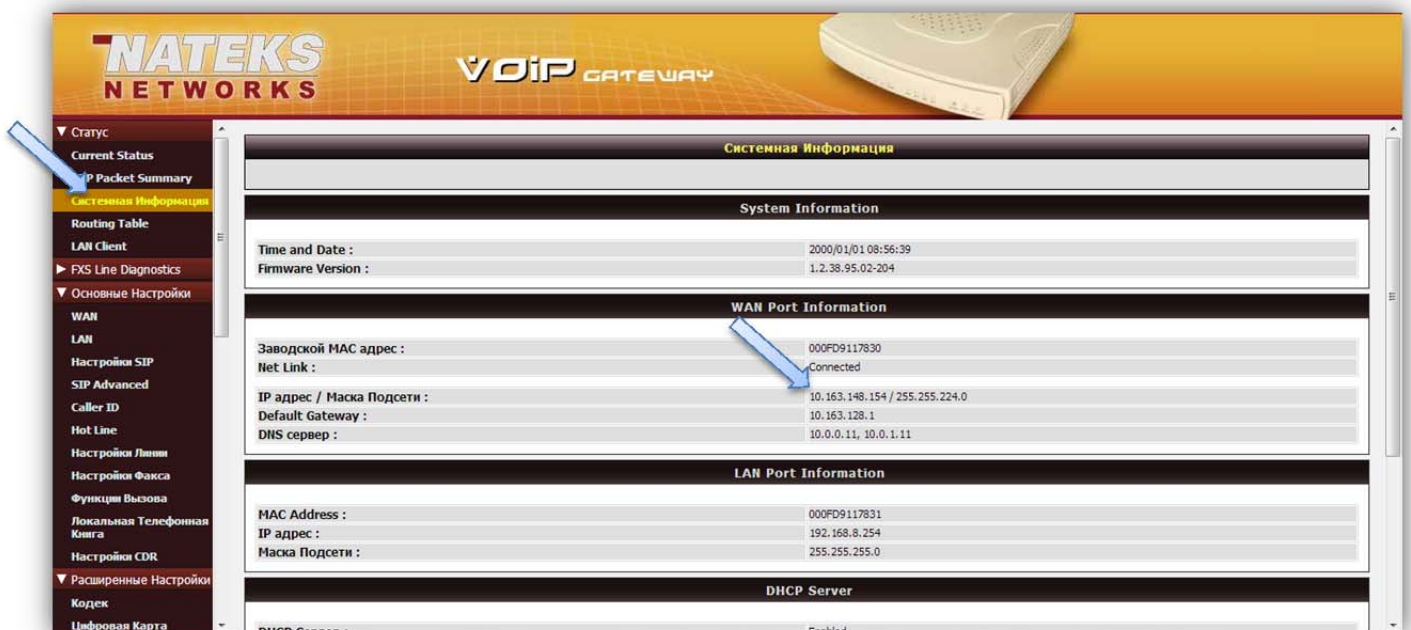 NATEKS
NETWORKS
VOIP GATEWAY
Статус
Current Status
Packet Summary
Системная Информация
Routing Table
LAN Client
FXS Line Diagnostics
Основные Настройки
WAN
LAN
Настройки SIP
SIP Advanced
Caller ID
Hot Line
Настройки Линии
Настройки Факса
Функции Вызова
Локальная Телефонная
Книга
Настройки CDR
Расширенные Настройки
Кодек
Цифровая Карта
Системная Информация
System Information
Time and Date : 2000/01/01 08:56:39
Firmware Version : 1.2.38.95.02-204
WAN Port Information
Заводской MAC адрес : 000FD9117830
Net Link : Connected
IP адрес / Маска Подсети : 10.163.148.154 / 255.255.224.0
Default Gateway : 10.163.128.1
DNS сервер : 10.0.0.11, 10.0.1.11
LAN Port Information
MAC Address : 000FD9117831
IP адрес : 192.168.8.254
Маска Подсети : 255.255.255.0
DHCP Server
DHCP Server : Enabled